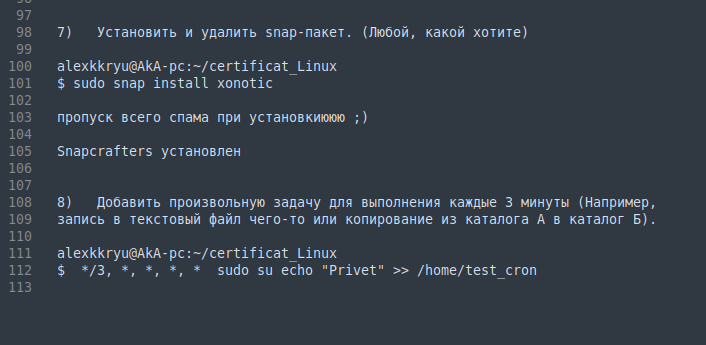 97
98 7) Установить и удалить snap-пакет. (Любой, какой хотите)
99
100 alexkkryu@AkA-pc:~/certificat_Linux
101 $ sudo snap install xonotic
102
103 пропуск всего спама при установкиююю ;)
104
105 Snapcrafters установлен
106
107
108 8) Добавить произвольную задачу для выполнения каждые 3 минуты (Например,
109 запись в текстовый файл чего-то или копирование из каталога А в каталог Б).
110
111 alexkkryu@AkA-pc:~/certificat_Linux
112 $ */3, *, *, *, * sudo su echo "Privet" >> /home/test_cron
113